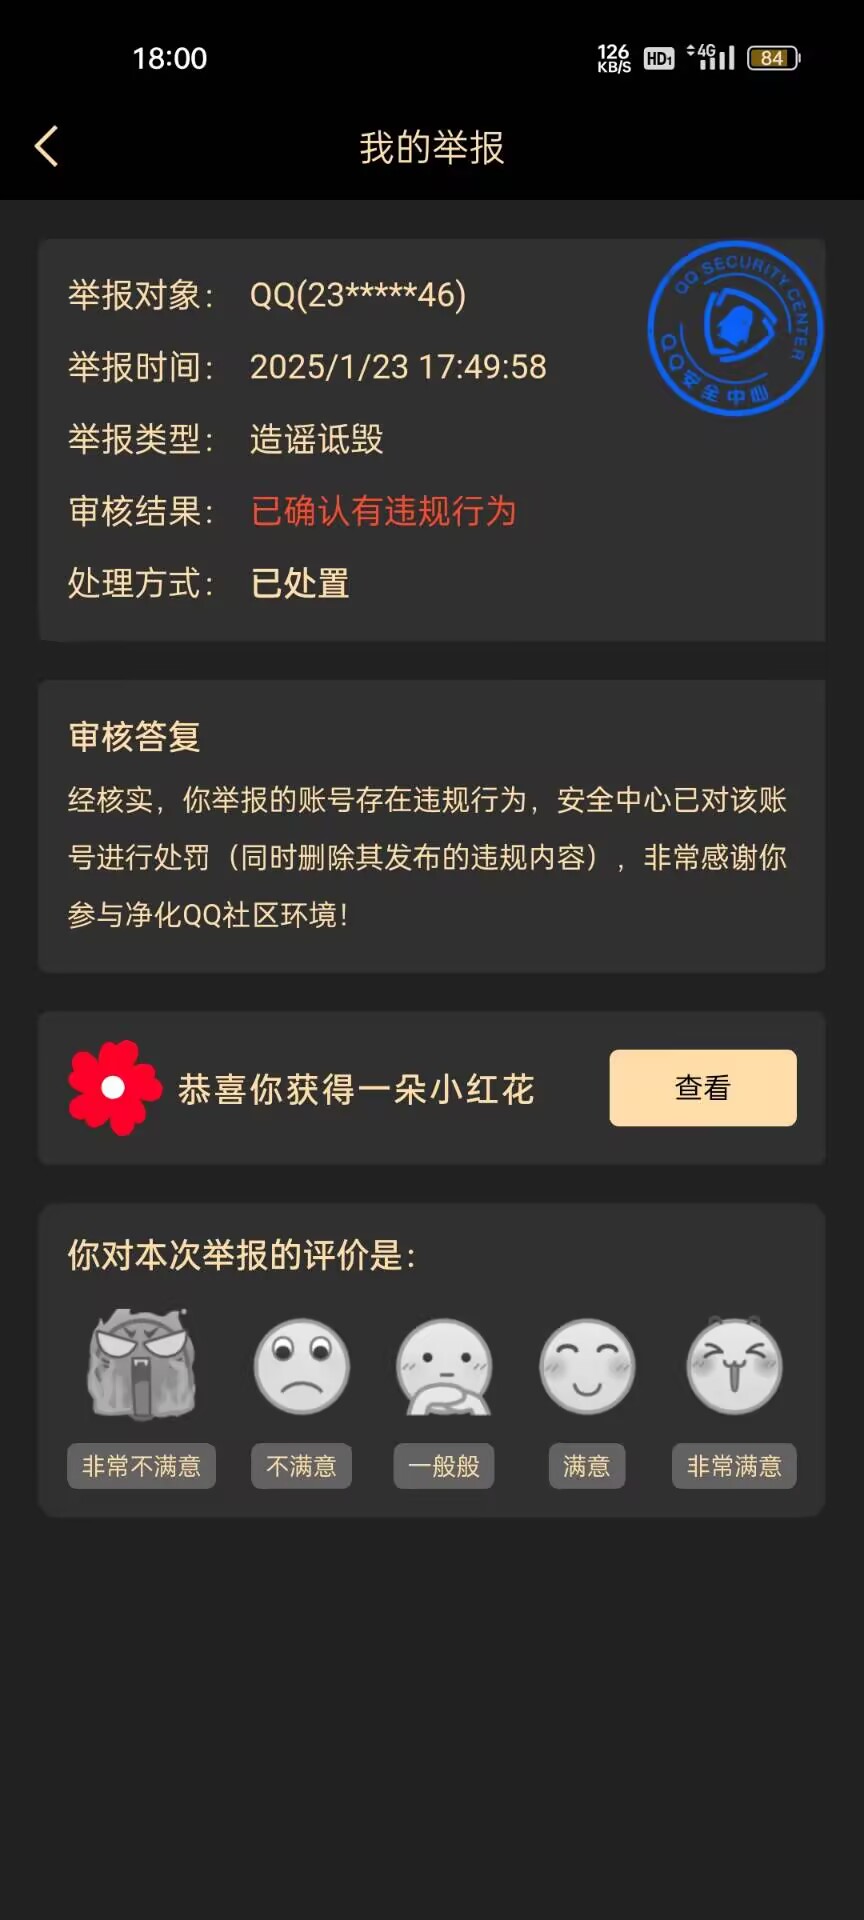 18:00
126
KB/S
HD1
4G
84
我的举报
举报对象： QQ(23*****46)
举报时间： 2025/1/23 17:49:58
举报类型： 造谣诋毁
审核结果： 已确认有违规行为
处理方式： 已处置
QQ SECURITY CENTER
QQ安全中心
审核答复
经核实，你举报的账号存在违规行为，安全中心已对该账
号进行处罚（同时删除其发布的违规内容），非常感谢你
参与净化QQ社区环境！
恭喜你获得一朵小红花
查看
你对本次举报的评价是：
非常不满意
不满意
一般般
满意
非常满意